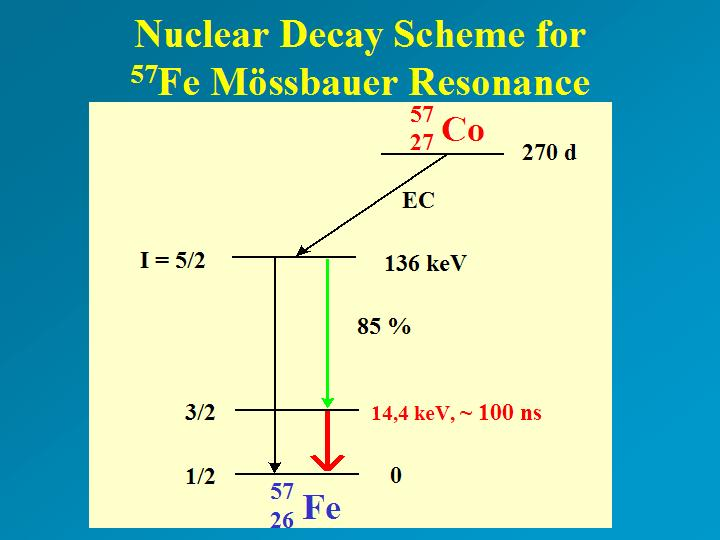 Nuclear Decay Scheme for
57Fe Mössbauer Resonance
57
27 Co
270 d
EC
I = 5/2
136 keV
85 %
3/2
14,4 keV, ~ 100 ns
1/2
0
57
26 Fe